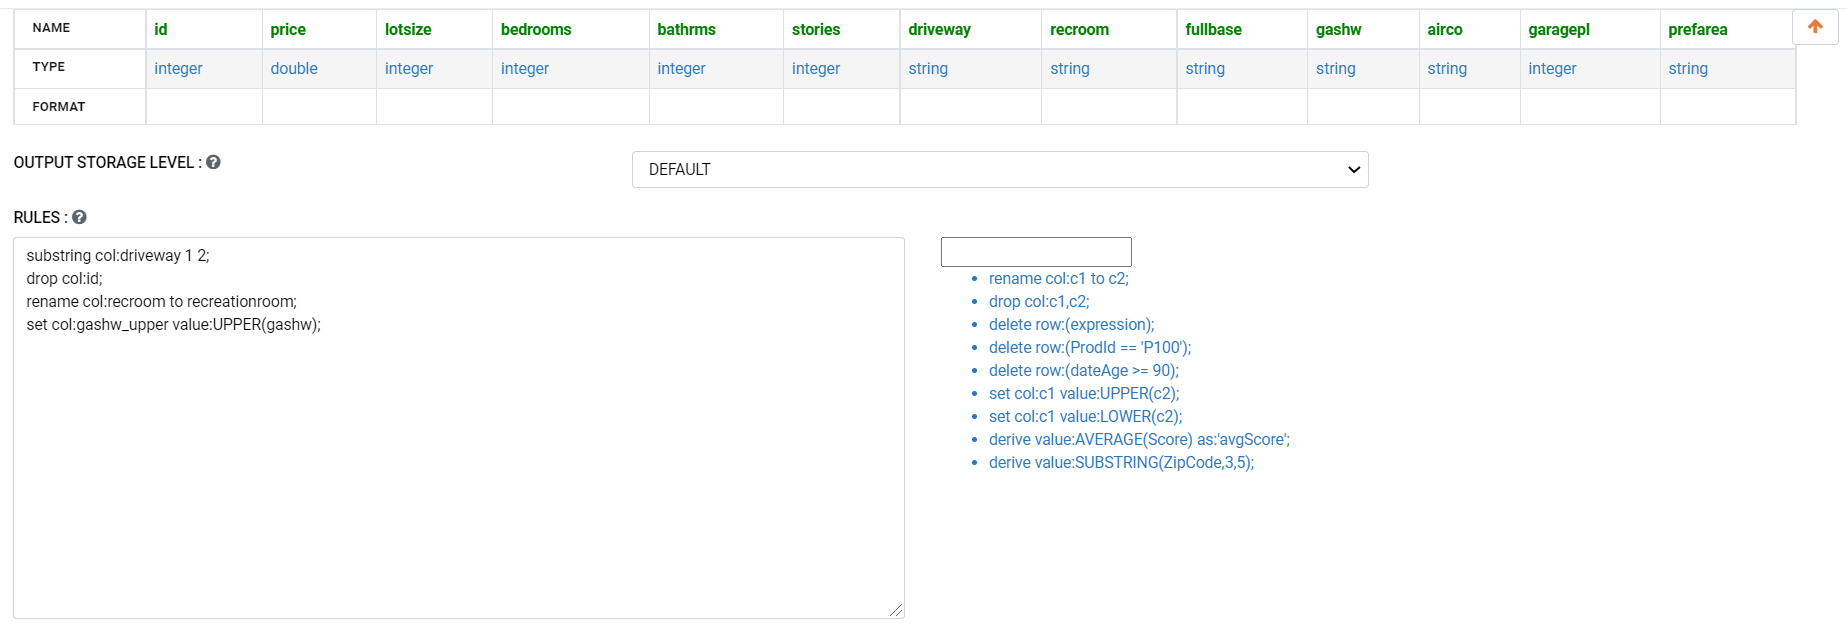 NAME id price lotsize bedrooms bathrms stories driveway recroom fullbase gashw airco garagepl prefarea
TYPE integer double integer integer integer integer string string string string string integer string
FORMAT
OUTPUT STORAGE LEVEL :
DEFAULT
RULES :
substring col:driveway 1 2;
drop col:id;
rename col:recroom to recreationroom;
set col:gashw_upper value:UPPER(gashw);
rename col:c1 to c2;
drop col:c1,c2;
delete row:(expression);
delete row:(ProdId == 'P100');
delete row:(dateAge >= 90);
set col:c1 value:UPPER(c2);
set col:c1 value:LOWER(c2);
derive value:AVERAGE(Score) as:'avgScore';
derive value:SUBSTRING(ZipCode,3,5);